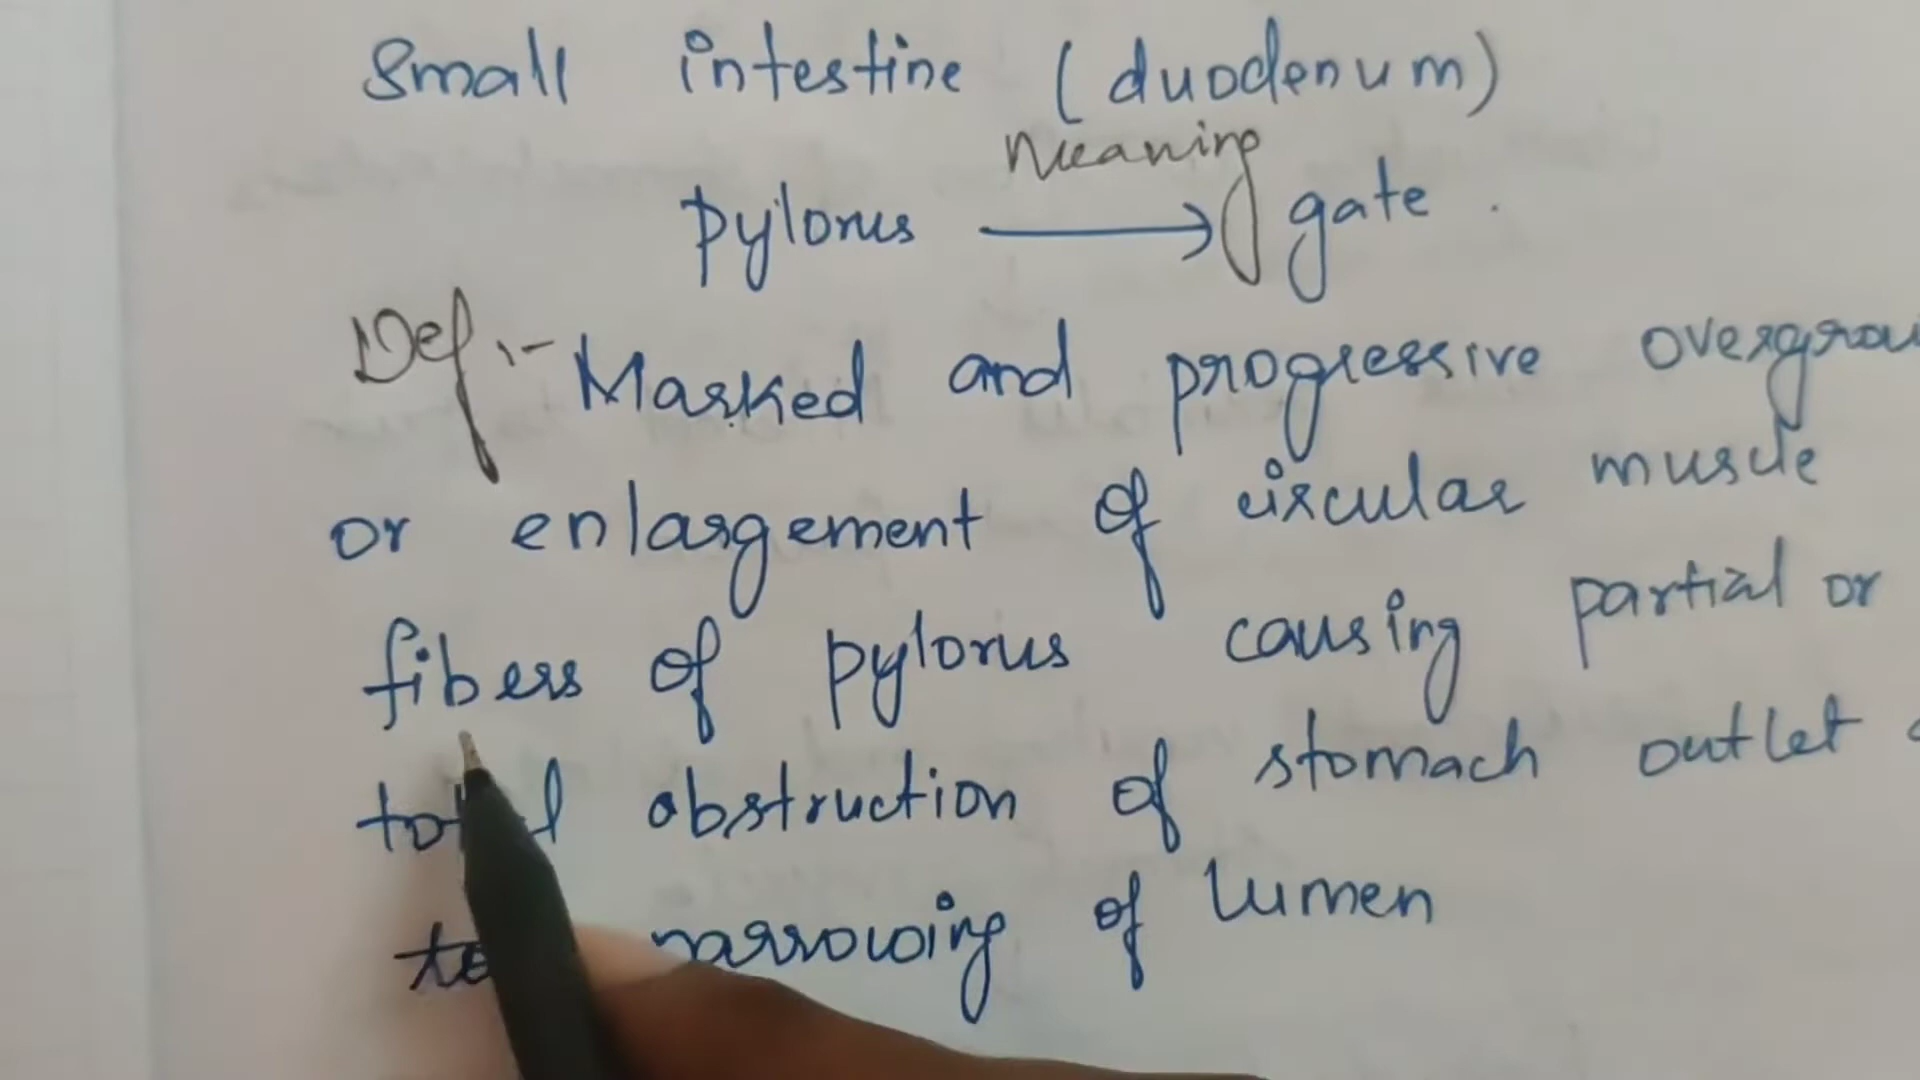 Small intestine (duodenum)
Meaning
Pylorus → gate.
Def:- Marked and progressive
or enlargement of circular muscle
fibers of pylorus causing partial or
total obstruction of stomach outlet
narrowing of lumen